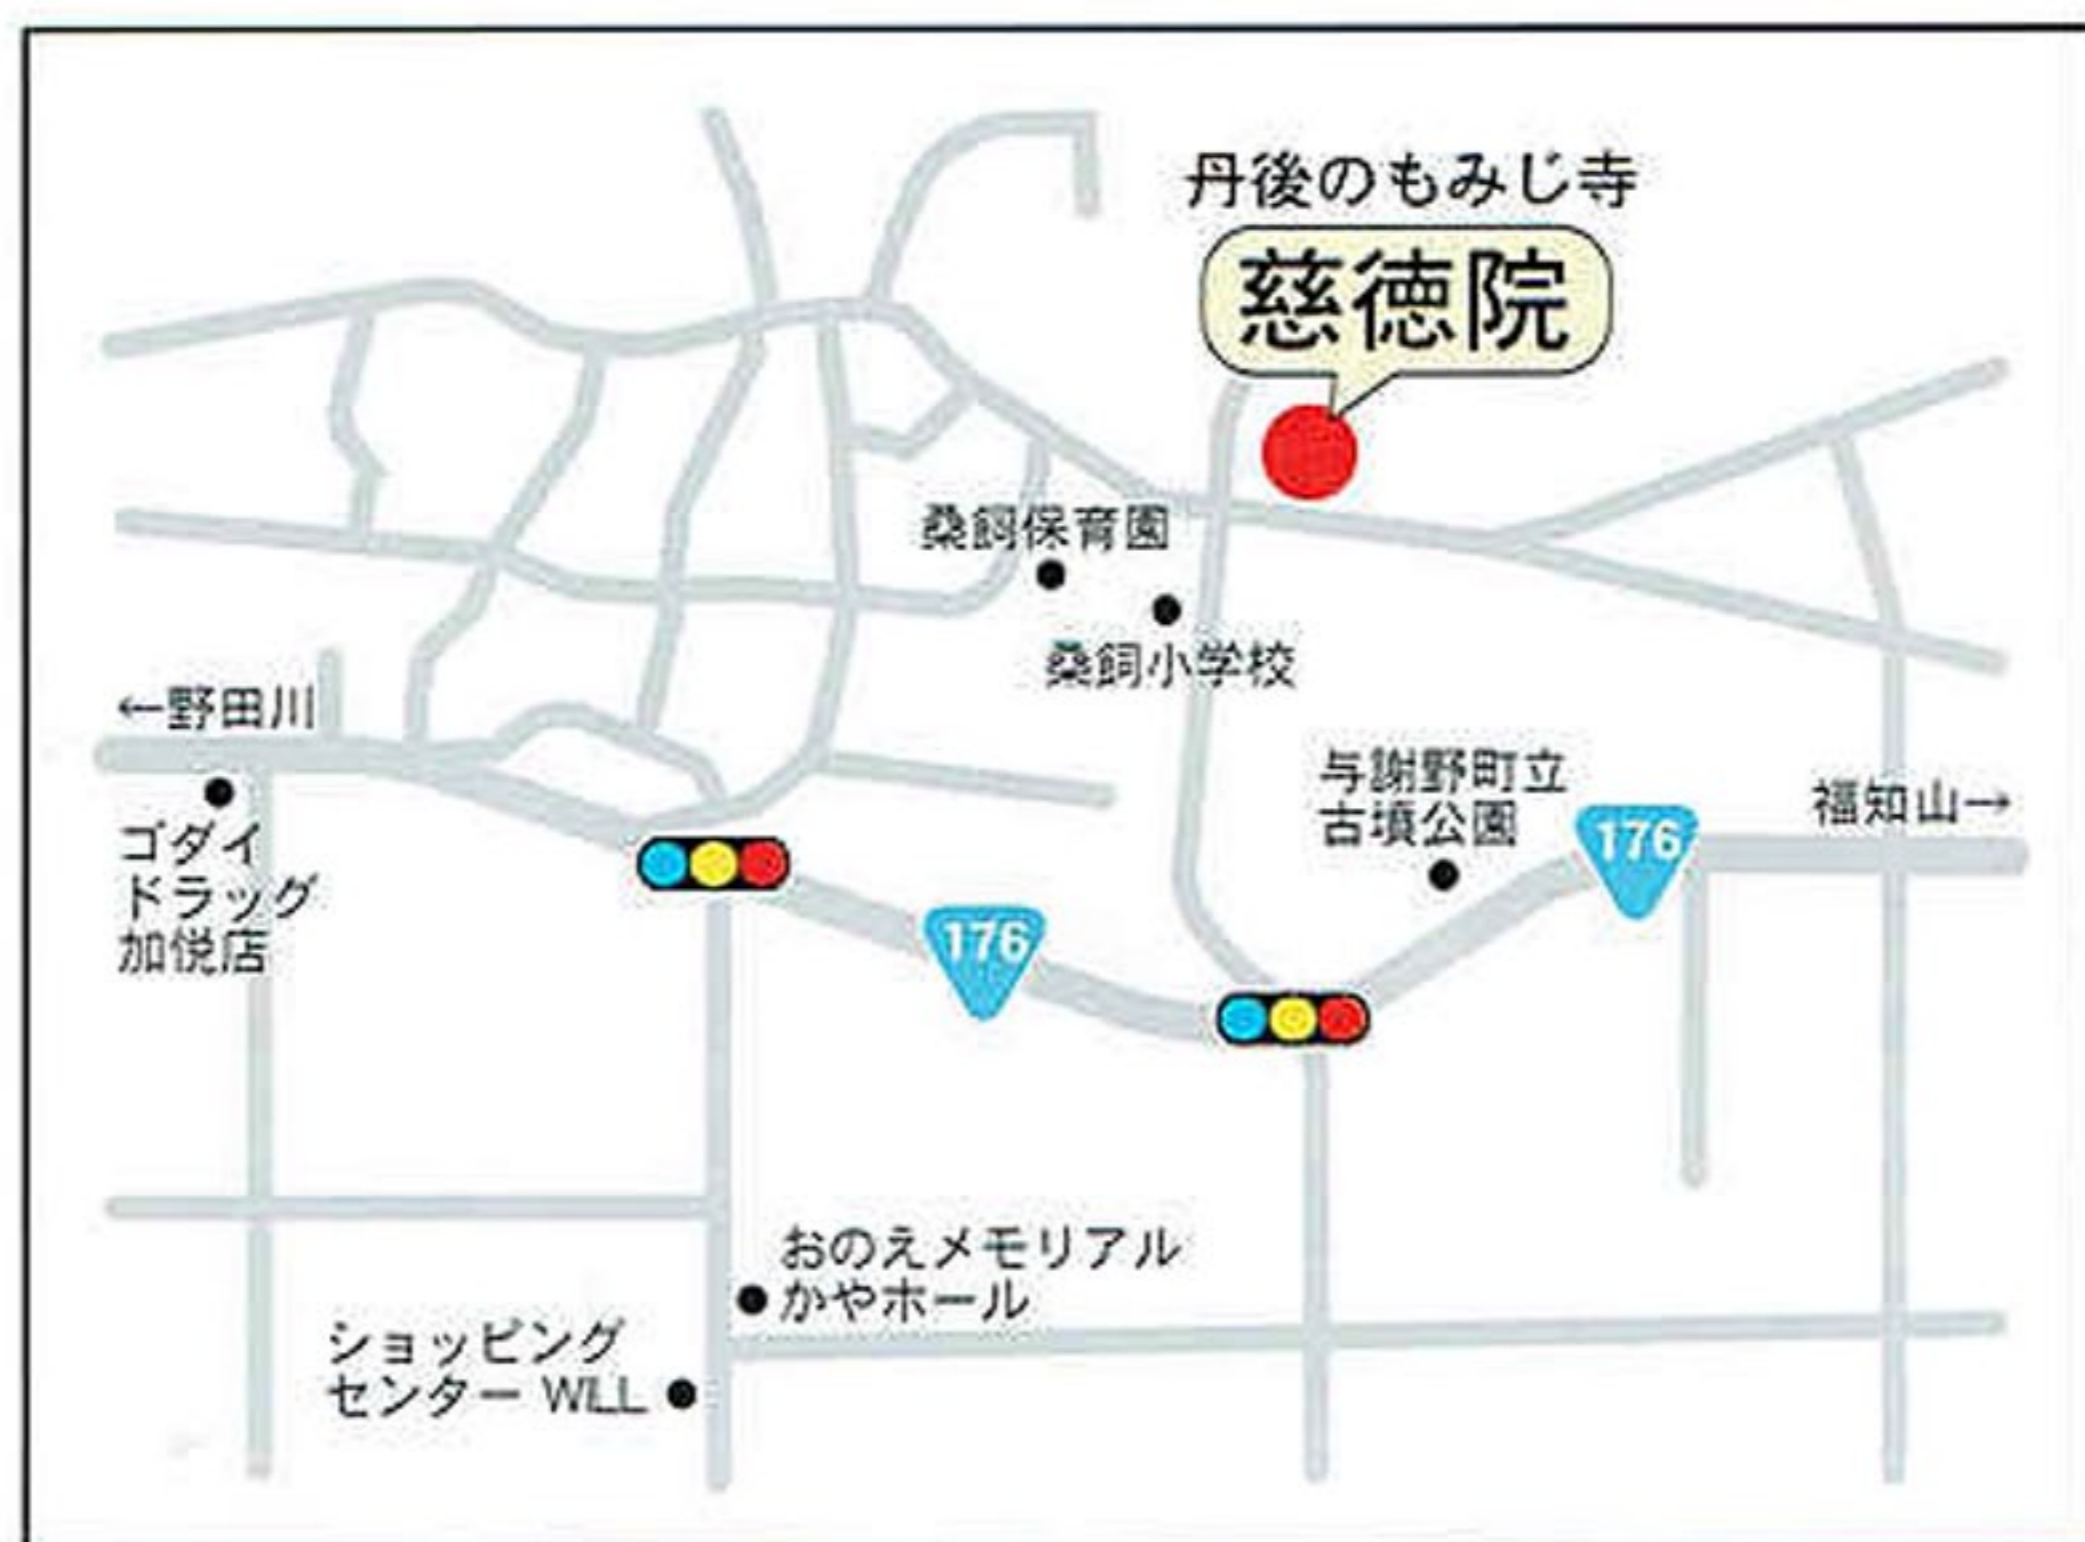 丹後のもみじ寺
慈徳院
桑飼保育園
桑飼小学校
←野田川
与謝野町立
古墳公園
福知山→
176
ゴダイ
ドラッグ
加悦店
176
おのえメモリアル
かやホール
ショッピング
センター WILL